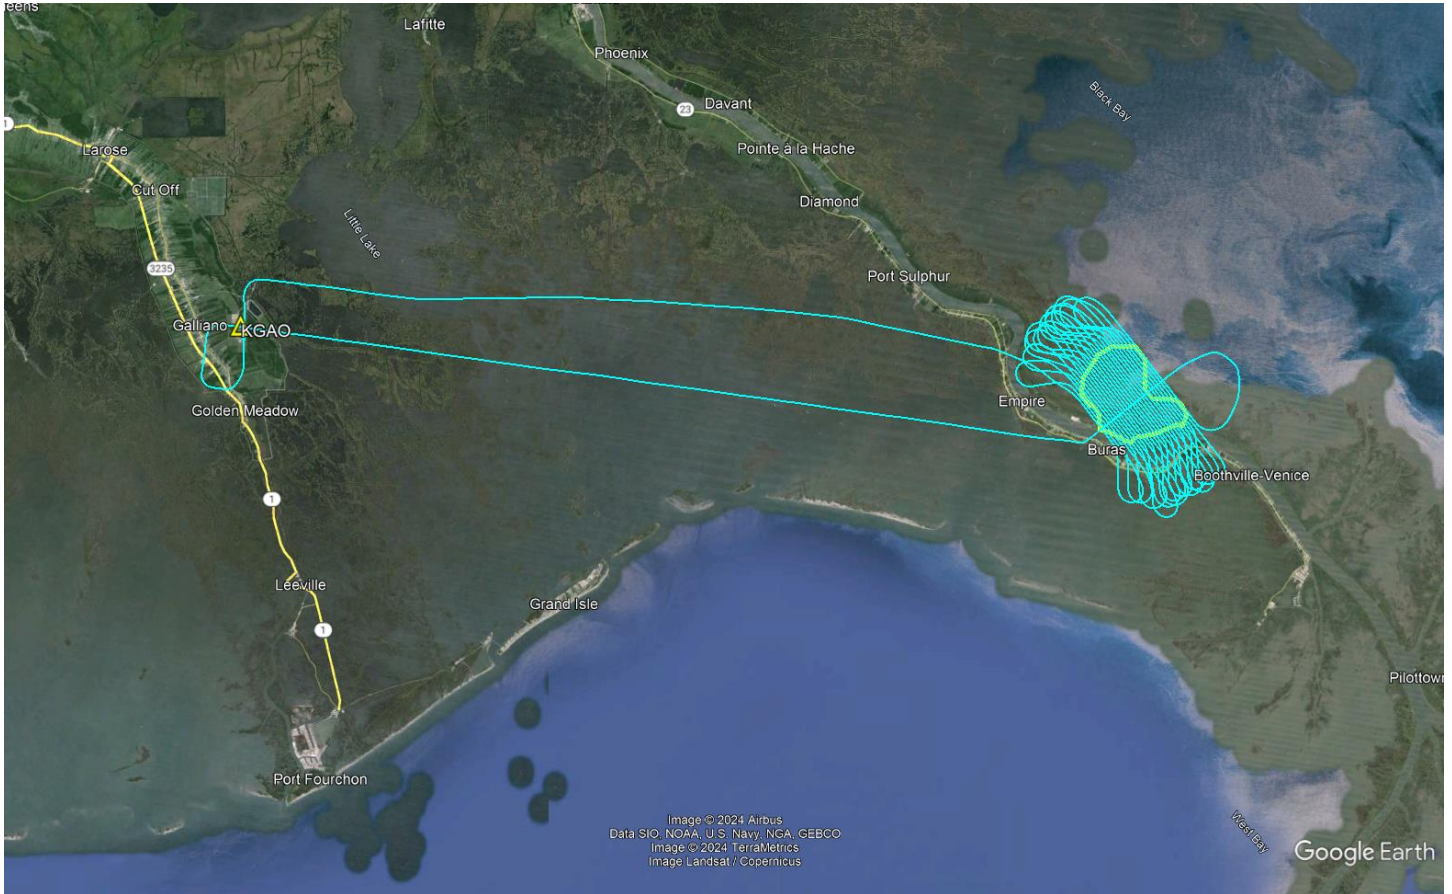 eens
Lafitte
Phoenix
23
Davant
Black Bay
1
Larose
Pointe à la Hache
Cut Off
Diamond
Little Lake
3235
Port Sulphur
Galliano
KGAO
Empire
Golden Meadow
Buras
Boothville-Venice
1
Leeville
Grand Isle
1
Pilottown
Port Fourchon
West Bay
Image © 2024 Airbus
Data SIO, NOAA, U.S. Navy, NGA, GEBCO
Image © 2024 TerraMetrics
Image Landsat / Copernicus
Google Earth